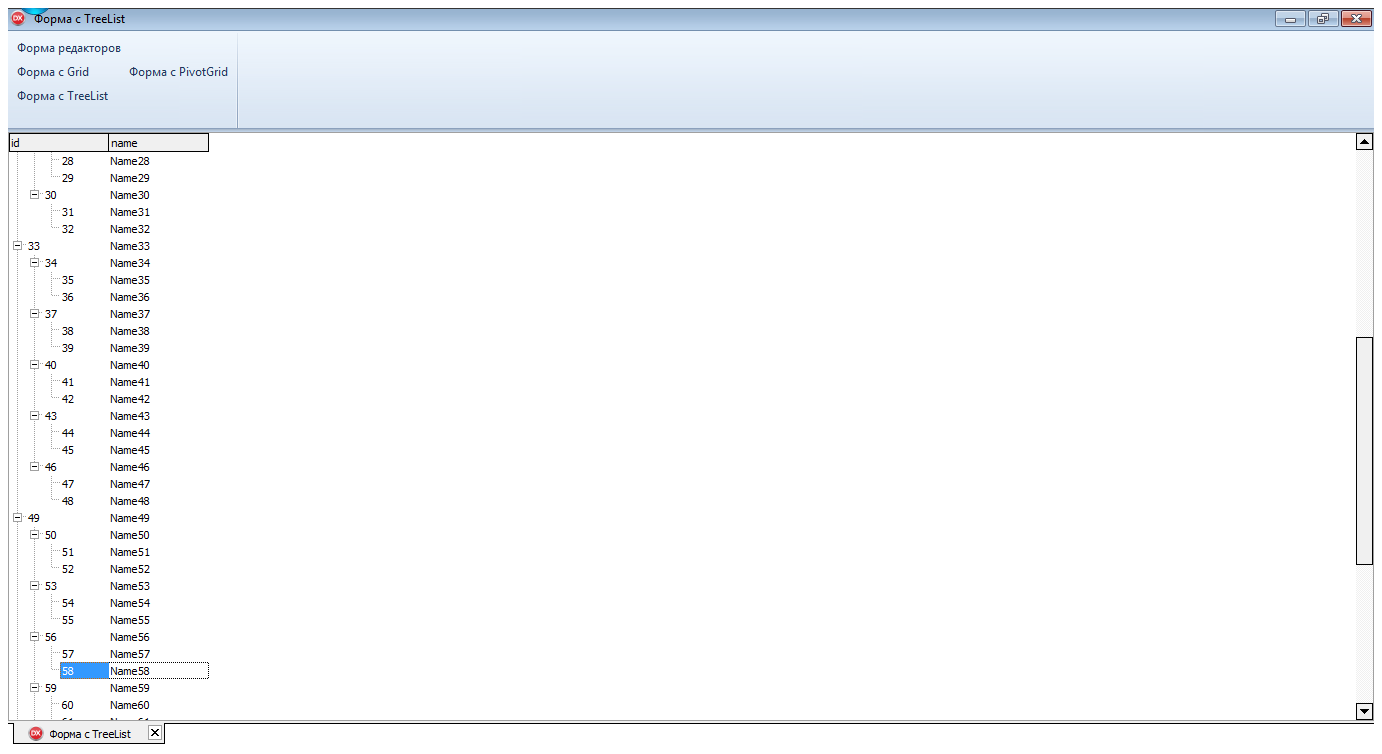 Форма с TreeList
Форма редакторов
Форма с Grid Форма с PivotGrid
Форма с TreeList
id name
28 Name28
29 Name29
30 Name30
31 Name31
32 Name32
33 Name33
34 Name34
35 Name35
36 Name36
37 Name37
38 Name38
39 Name39
40 Name40
41 Name41
42 Name42
43 Name43
44 Name44
45 Name45
46 Name46
47 Name47
48 Name48
49 Name49
50 Name50
51 Name51
52 Name52
53 Name53
54 Name54
55 Name55
56 Name56
57 Name57
58 Name58
59 Name59
60 Name60
DX Форма с TreeList